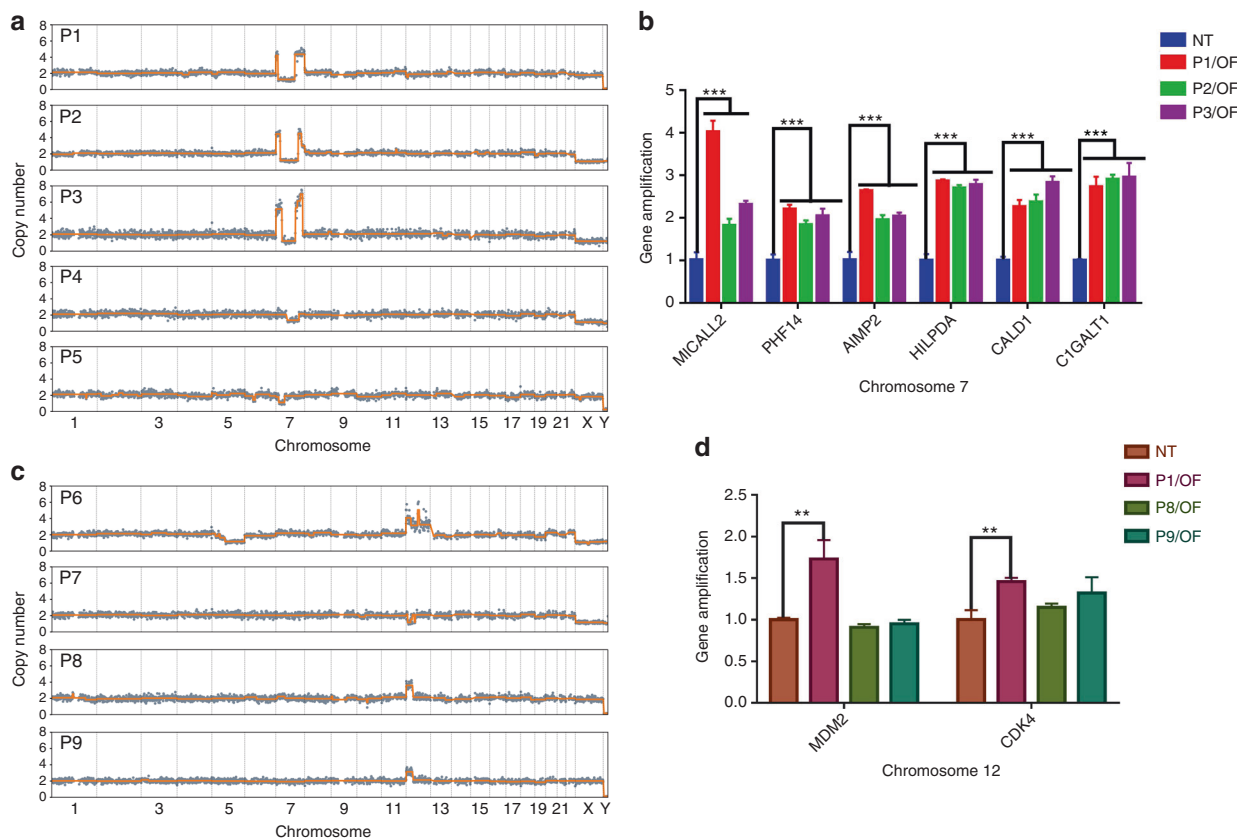 a
8
6
4
2
0
P1
8
6
4
2
0
P2
8
6
4
2
0
P3
8
6
4
2
0
P4
8
6
4
2
0
P5
Copy number
1 3 5 7 9 11 13 15 17 19 21 X Y
Chromosome
b
NT
P1/OF
P2/OF
P3/OF
Gene amplification
5
4
3
2
1
0
*** *** *** *** *** ***
MICALL2 PHF14 AIMP2 HILPDA CALD1 C1GALT1
Chromosome 7
c
8
6
4
2
0
P6
8
6
4
2
0
P7
8
6
4
2
0
P8
8
6
4
2
0
P9
Copy number
1 3 5 7 9 11 13 15 17 19 21 X Y
Chromosome
d
NT
P1/OF
P8/OF
P9/OF
Gene amplification
2.5
2.0
1.5
1.0
0.5
0.0
** **
MDM2 CDK4
Chromosome 12